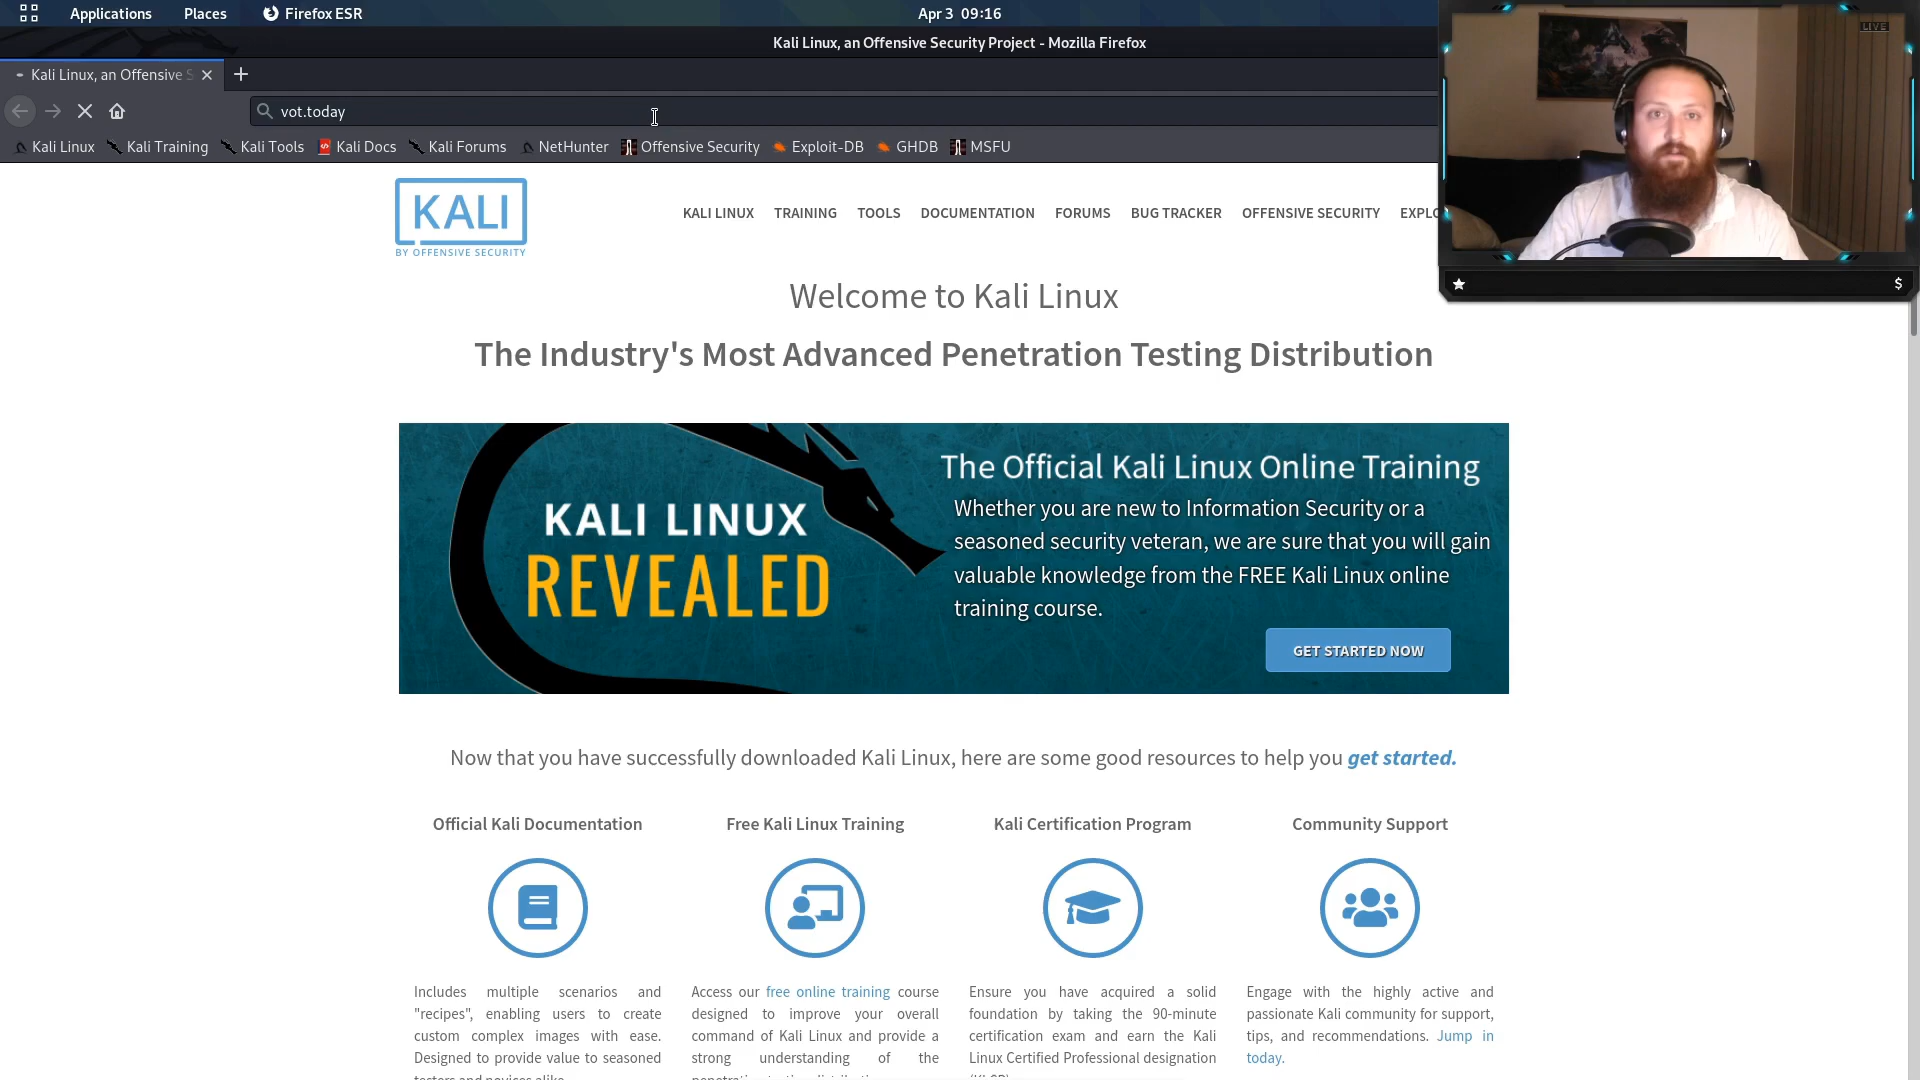 Applications Places Firefox ESR Apr 3 09:16
Kali Linux, an Offensive Security Project - Mozilla Firefox
Kali Linux, an Offensive S
vot.today
Kali Linux Kali Training Kali Tools Kali Docs Kali Forums NetHunter Offensive Security Exploit-DB GHDB MSFU
LIVE
KALI
BY OFFENSIVE SECURITY
KALI LINUX TRAINING TOOLS DOCUMENTATION FORUMS BUG TRACKER OFFENSIVE SECURITY EXPLO
$
Welcome to Kali Linux
The Industry's Most Advanced Penetration Testing Distribution
KALI LINUX
REVEALED
The Official Kali Linux Online Training
Whether you are new to Information Security or a
seasoned security veteran, we are sure that you will gain
valuable knowledge from the FREE Kali Linux online
training course.
GET STARTED NOW
Now that you have successfully downloaded Kali Linux, here are some good resources to help you get started.
Official Kali Documentation
Includes multiple scenarios and
"recipes", enabling users to create
custom complex images with ease.
Designed to provide value to seasoned
Free Kali Linux Training
Access our free online training course
designed to improve your overall
command of Kali Linux and provide a
strong understanding of the
Kali Certification Program
Ensure you have acquired a solid
foundation by taking the 90-minute
certification exam and earn the Kali
Linux Certified Professional designation
Community Support
Engage with the highly active and
passionate Kali community for support,
tips, and recommendations. Jump in
today.